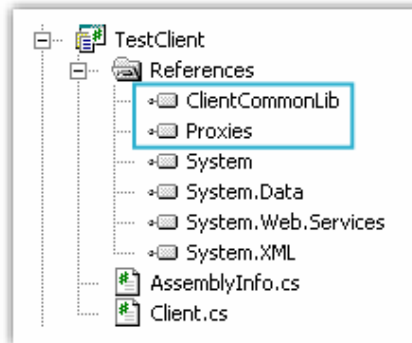 TestClient
References
ClientCommonLib
Proxies
System
System.Data
System.Web.Services
System.XML
AssemblyInfo.cs
Client.cs